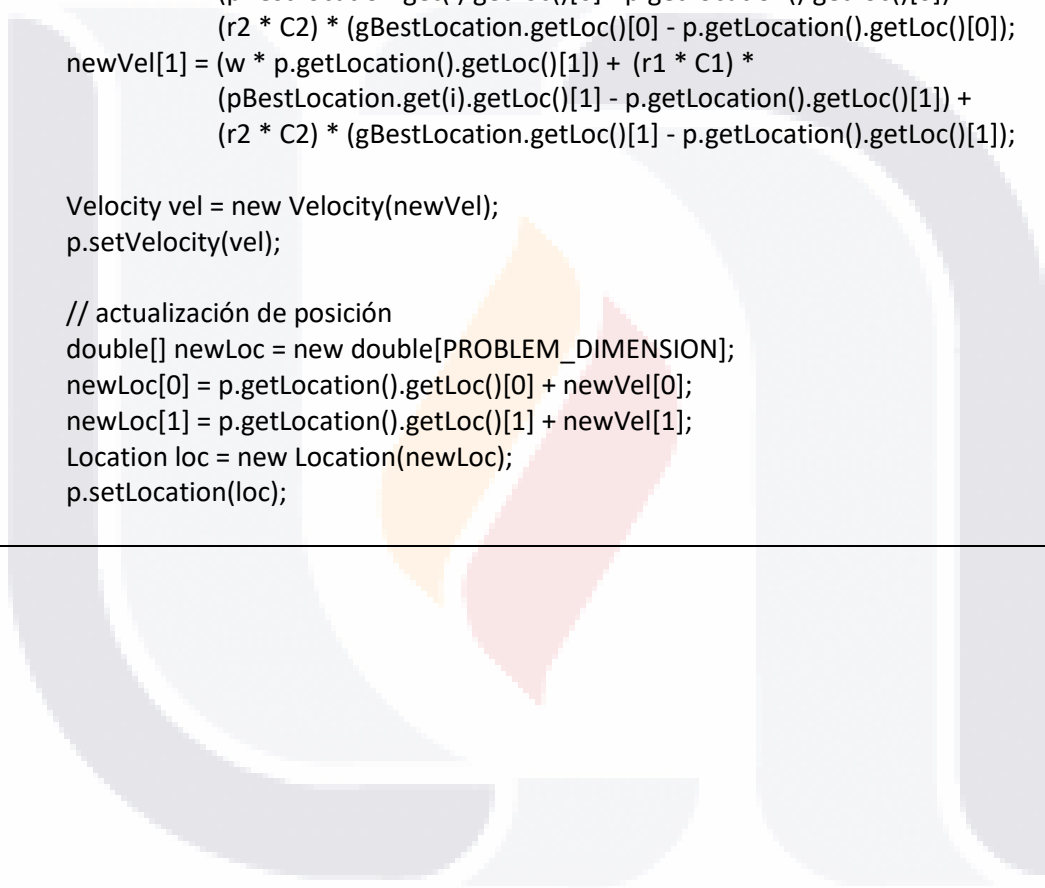 (r2 * C2) * (gBestLocation.getLoc()[0] - p.getLocation().getLoc()[0]);
newVel[1] = (w * p.getLocation().getLoc()[1]) + (r1 * C1) *
(pBestLocation.get(i).getLoc()[1] - p.getLocation().getLoc()[1]) +
(r2 * C2) * (gBestLocation.getLoc()[1] - p.getLocation().getLoc()[1]);
Velocity vel = new Velocity(newVel);
p.setVelocity(vel);
// actualización de posición
double[] newLoc = new double[PROBLEM_DIMENSION];
newLoc[0] = p.getLocation().getLoc()[0] + newVel[0];
newLoc[1] = p.getLocation().getLoc()[1] + newVel[1];
Location loc = new Location(newLoc);
p.setLocation(loc);